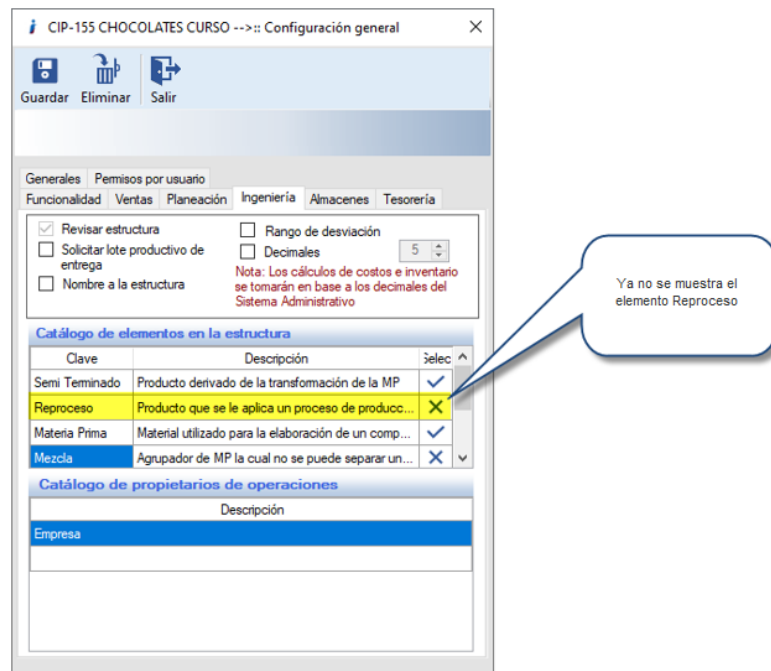 CIP-155 CHOCOLATES CURSO -->:: Configuración general
Guardar Eliminar Salir
Generales Permisos por usuario
Funcionalidad Ventas Planeación Ingeniería Almacenes Tesorería
Revisar estructura
Solicitar lote productivo de
entrega
Nombre a la estructura
Rango de desviación
Decimales 5
Nota: Los cálculos de costos e inventario
se tomarán en base a los decimales del
Sistema Administrativo
Catálogo de elementos en la estructura
Clave Descripción Selec
Semi Terminado Producto derivado de la transformación de la MP
Reproceso Producto que se le aplica un proceso de producc...
Materia Prima Material utilizado para la elaboración de un comp...
Mezcla Agrupador de MP la cual no se puede separar un...
Catálogo de propietarios de operaciones
Descripción
Empresa
Ya no se muestra el
elemento Reproceso